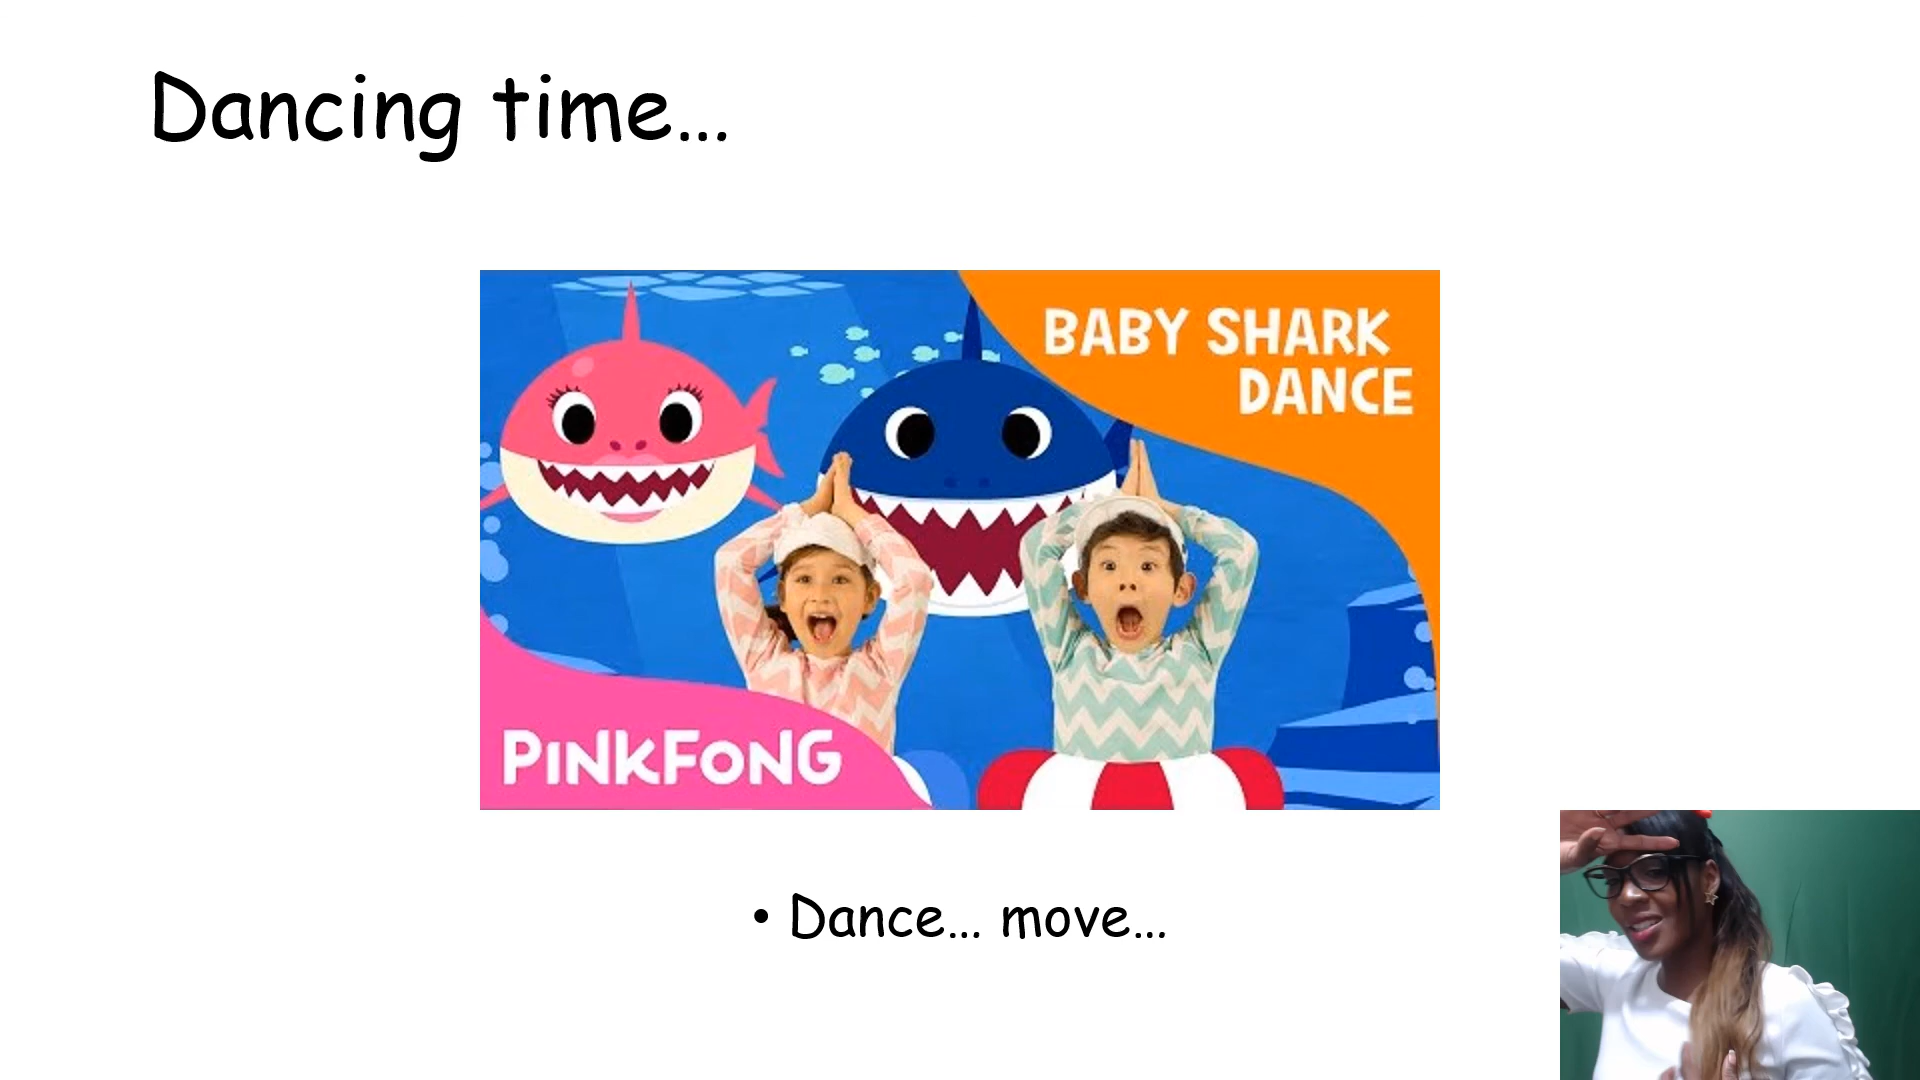 Dancing time...
BABY SHARK
DANCE
PINKFONG
• Dance... move...